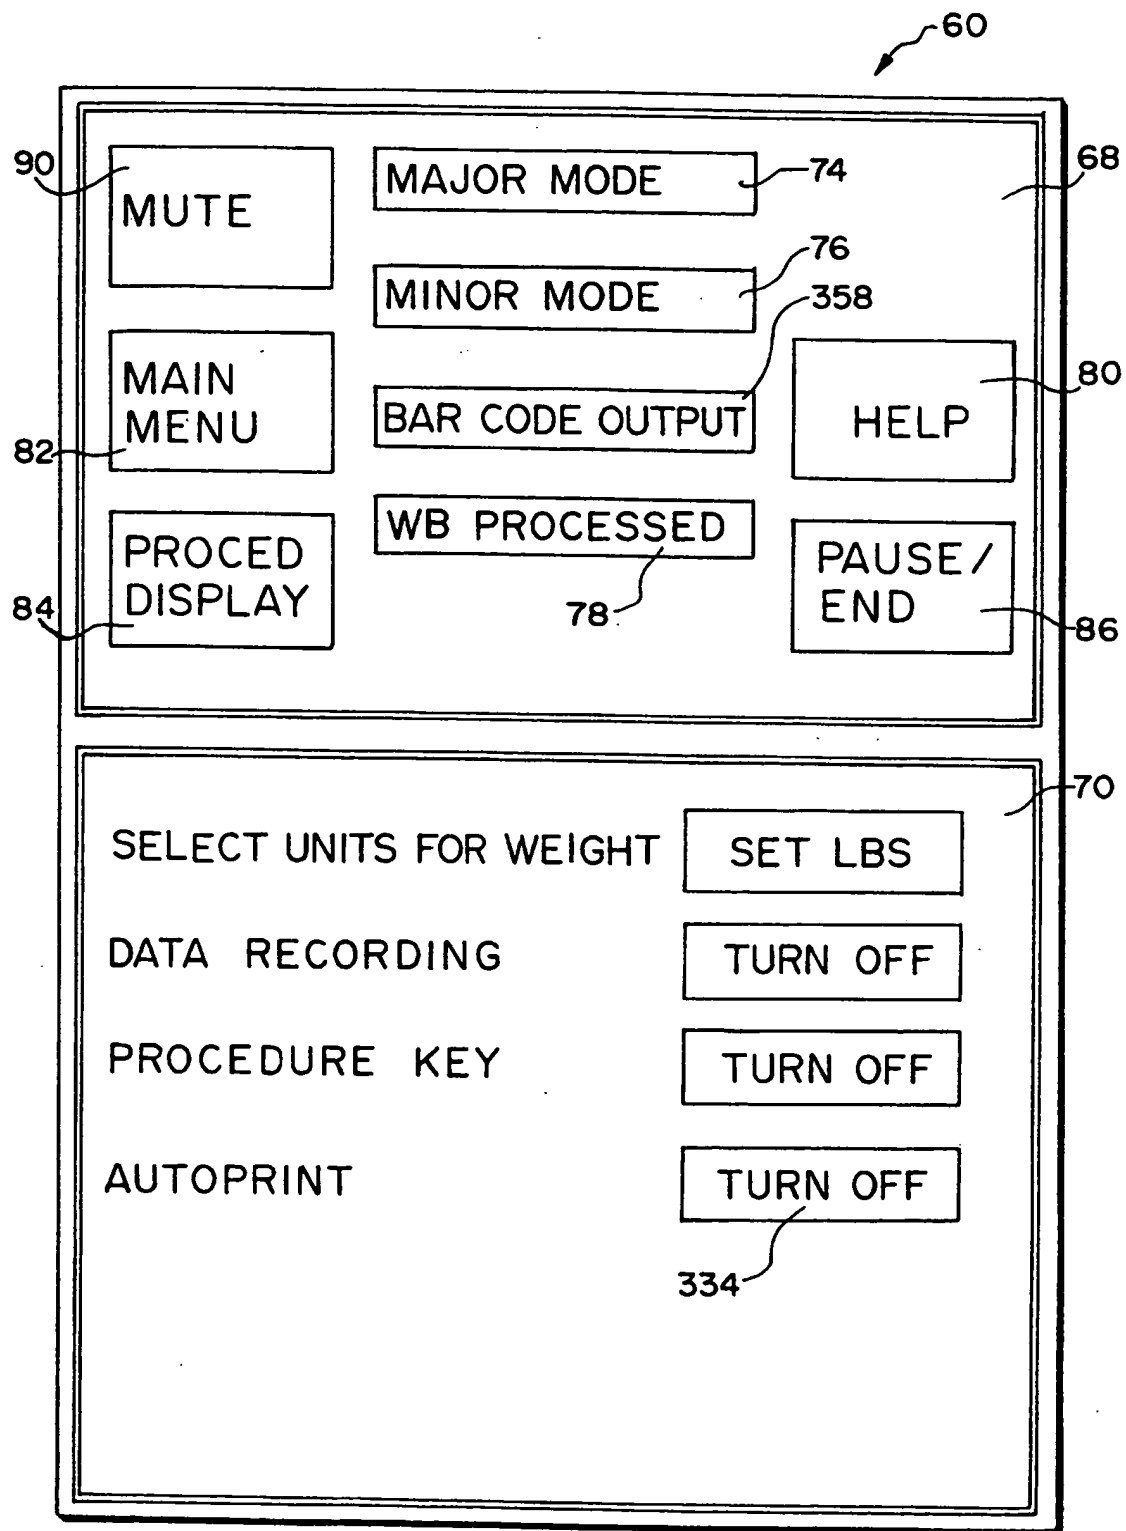 60
90
MUTE
MAJOR MODE
74
68
MINOR MODE
76
358
MAIN
MENU
82
BAR CODE OUTPUT
80
HELP
PROCED
DISPLAY
84
WB PROCESSED
78
PAUSE/
END
86
70
SELECT UNITS FOR WEIGHT SET LBS
DATA RECORDING TURN OFF
PROCEDURE KEY TURN OFF
AUTOPRINT TURN OFF
334